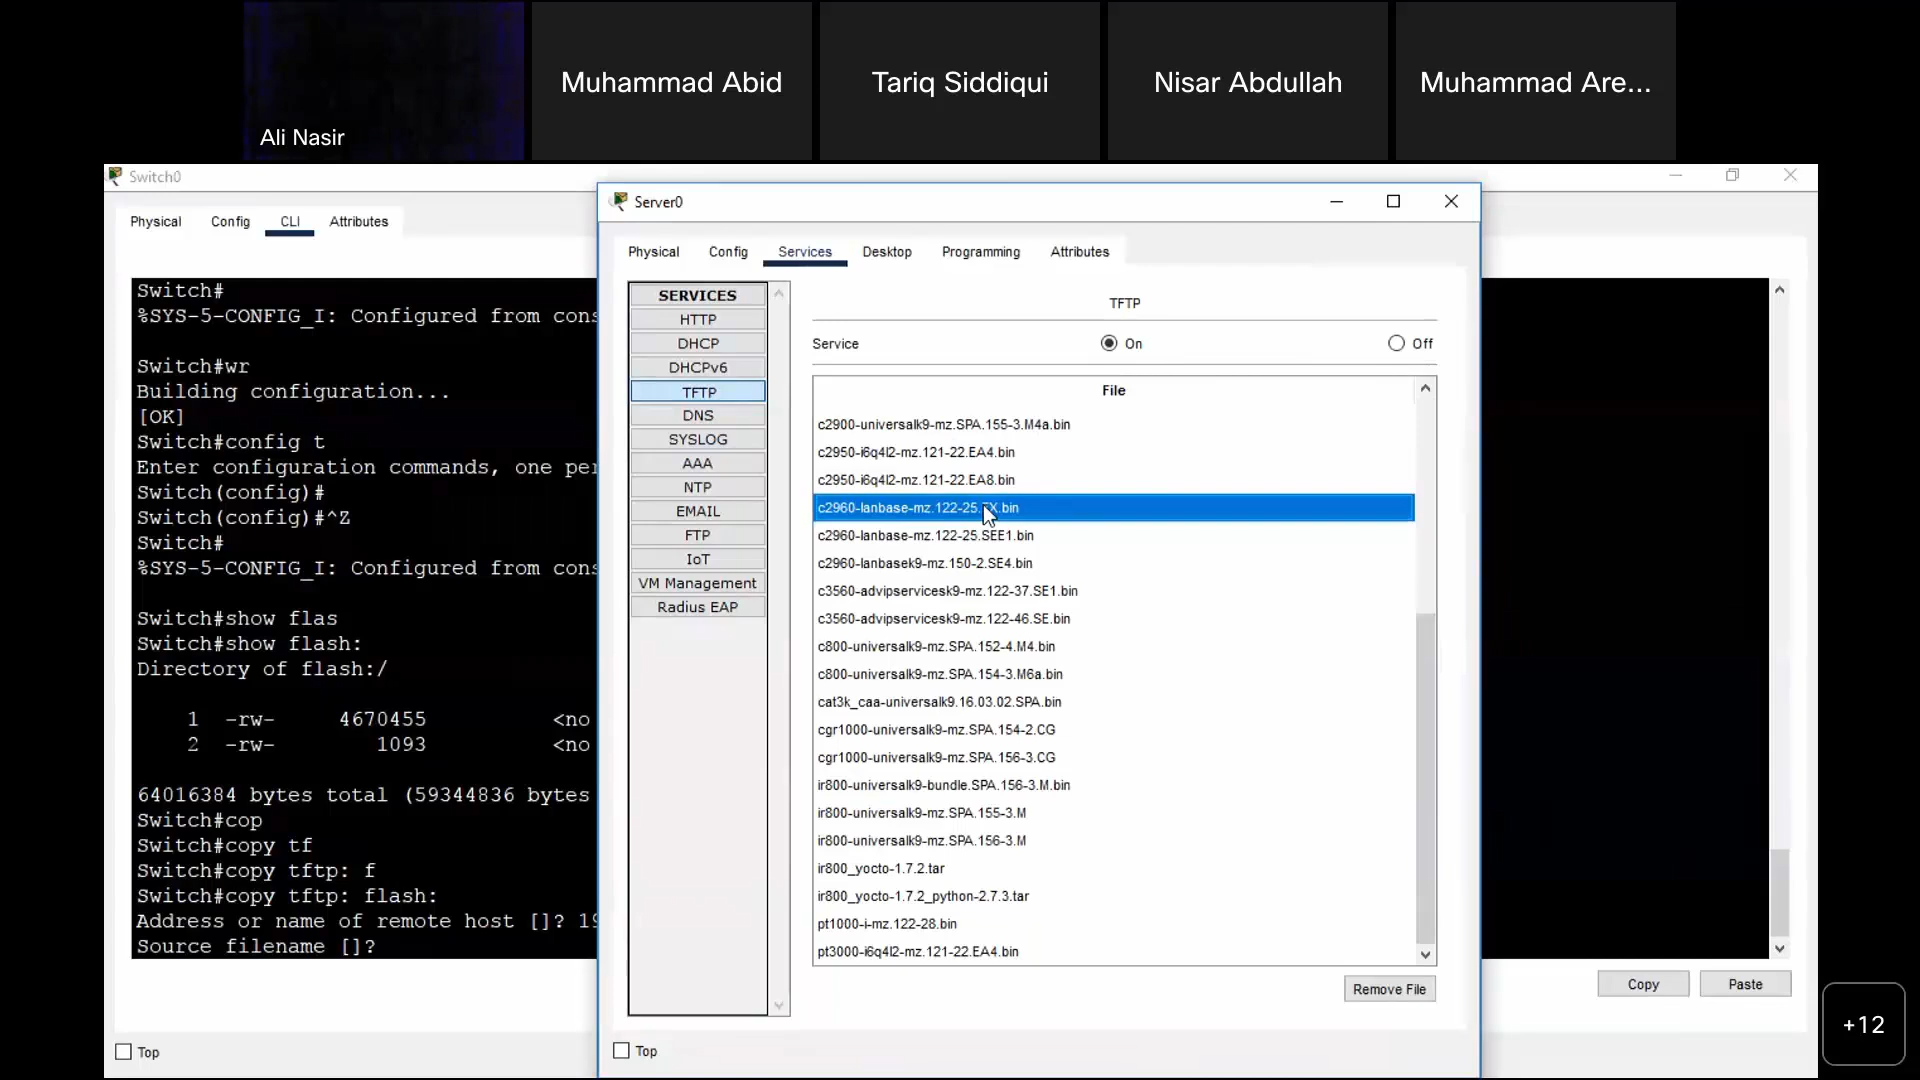 Ali Nasir
Muhammad Abid
Tariq Siddiqui
Nisar Abdullah
Muhammad Are...
Switch0
Physical Config CLI Attributes
Switch#
%SYS-5-CONFIG_I: Configured from cons
Switch#wr
Building configuration...
[OK]
Switch#config t
Enter configuration commands, one per
Switch(config)#
Switch(config)#^Z
Switch#
%SYS-5-CONFIG_I: Configured from cons
Switch#show flas
Switch#show flash:
Directory of flash:/
1 -rw- 4670455 <no
2 -rw- 1093 <no
64016384 bytes total (59344836 bytes
Switch#cop
Switch#copy tf
Switch#copy tftp: f
Switch#copy tftp: flash:
Address or name of remote host []? 19
Source filename []?
Top
Server0
Physical Config Services Desktop Programming Attributes
SERVICES
HTTP
DHCP
DHCPv6
TFTP
DNS
SYSLOG
AAA
NTP
EMAIL
FTP
IoT
VM Management
Radius EAP
TFTP
Service On Off
File
c2900-universalk9-mz.SPA.155-3.M4a.bin
c2950-i6q4l2-mz.121-22.EA4.bin
c2950-i6q4l2-mz.121-22.EA8.bin
c2960-lanbase-mz.122-25.FX.bin
c2960-lanbase-mz.122-25.SEE1.bin
c2960-lanbasek9-mz.150-2.SE4.bin
c3560-advipservicesk9-mz.122-37.SE1.bin
c3560-advipservicesk9-mz.122-46.SE.bin
c800-universalk9-mz.SPA.152-4.M4.bin
c800-universalk9-mz.SPA.154-3.M6a.bin
cat3k_caa-universalk9.16.03.02.SPA.bin
cgr1000-universalk9-mz.SPA.154-2.CG
cgr1000-universalk9-mz.SPA.156-3.CG
ir800-universalk9-bundle.SPA.156-3.M.bin
ir800-universalk9-mz.SPA.155-3.M
ir800-universalk9-mz.SPA.156-3.M
ir800_yocto-1.7.2.tar
ir800_yocto-1.7.2_python-2.7.3.tar
pt1000-i-mz.122-28.bin
pt3000-i6q4l2-mz.121-22.EA4.bin
Remove File
Top
Copy Paste
+12